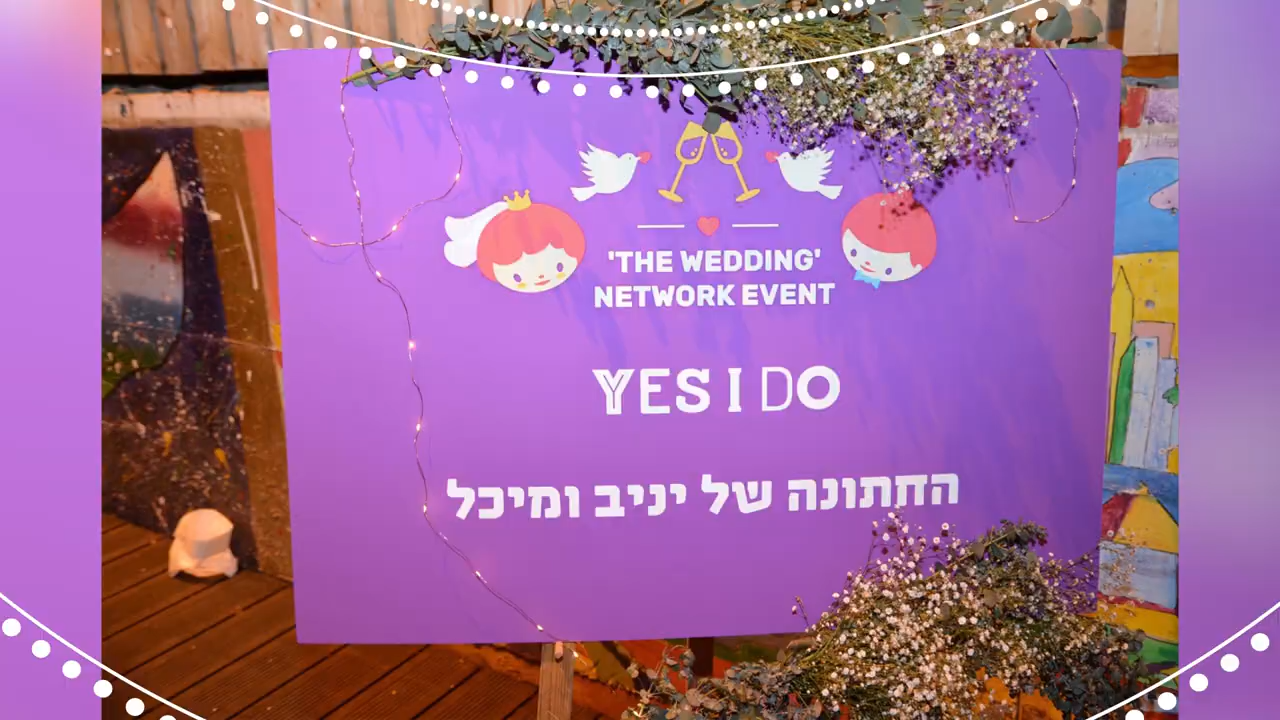 'THE WEDDING'
NETWORK EVENT
YES I DO
החתונה של יניב ומיכל